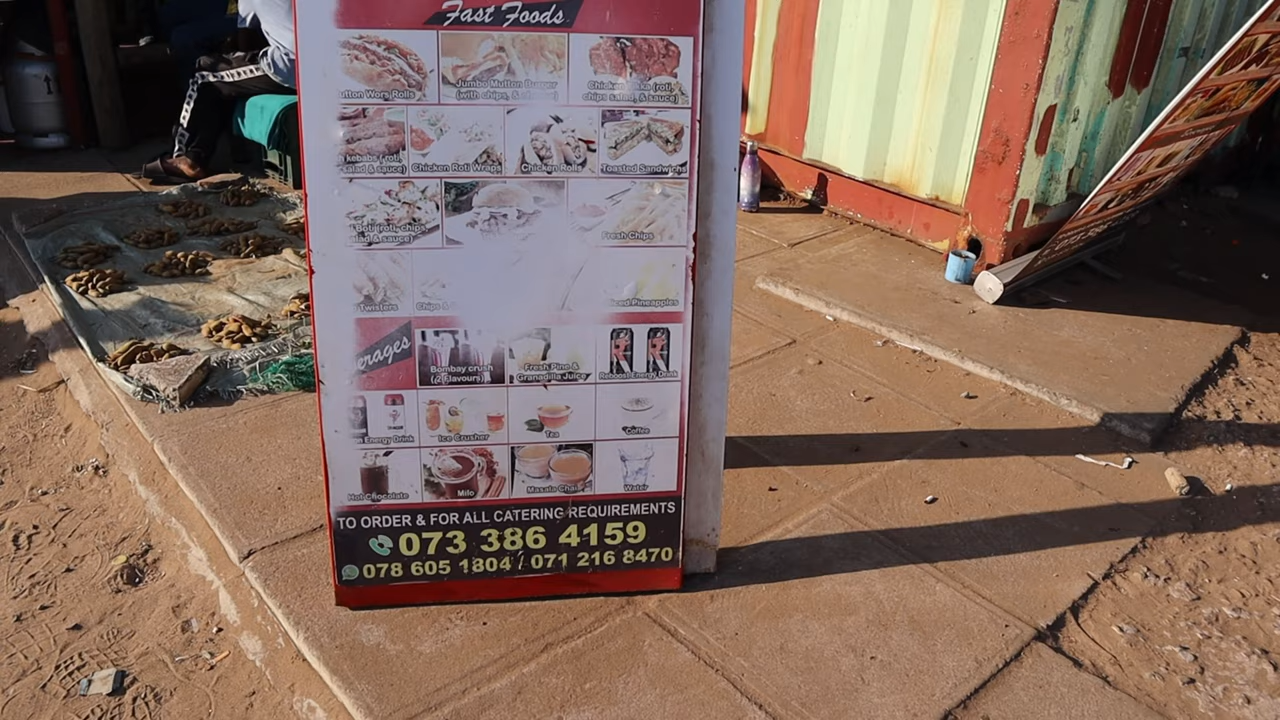 Fast Foods
utton Wors Rolls
Jumbo Mutton Burger
(with chips, &
Chicken (roti,
chips salad, & sauce)
h kebabs (roti,
salad & sauce)
Chicken Roti Wraps
Chicken Rolls
Toasted Sandwichs
Boti (roti, chips
alad & sauce)
Fresh Chips
Twisters
Chips &
ced Pineapples
erages
Bombay crush
(2 Flavours)
Fresh Pine &
Granadilla Juice
Reboost Energy Drink
n Energy Drink
Ice Crusher
Tea
Coffee
Hot Chocolate
Milo
Masala Chai
Water
TO ORDER & FOR ALL CATERING REQUIREMENTS
073 386 4159
078 605 1804 / 071 216 8470